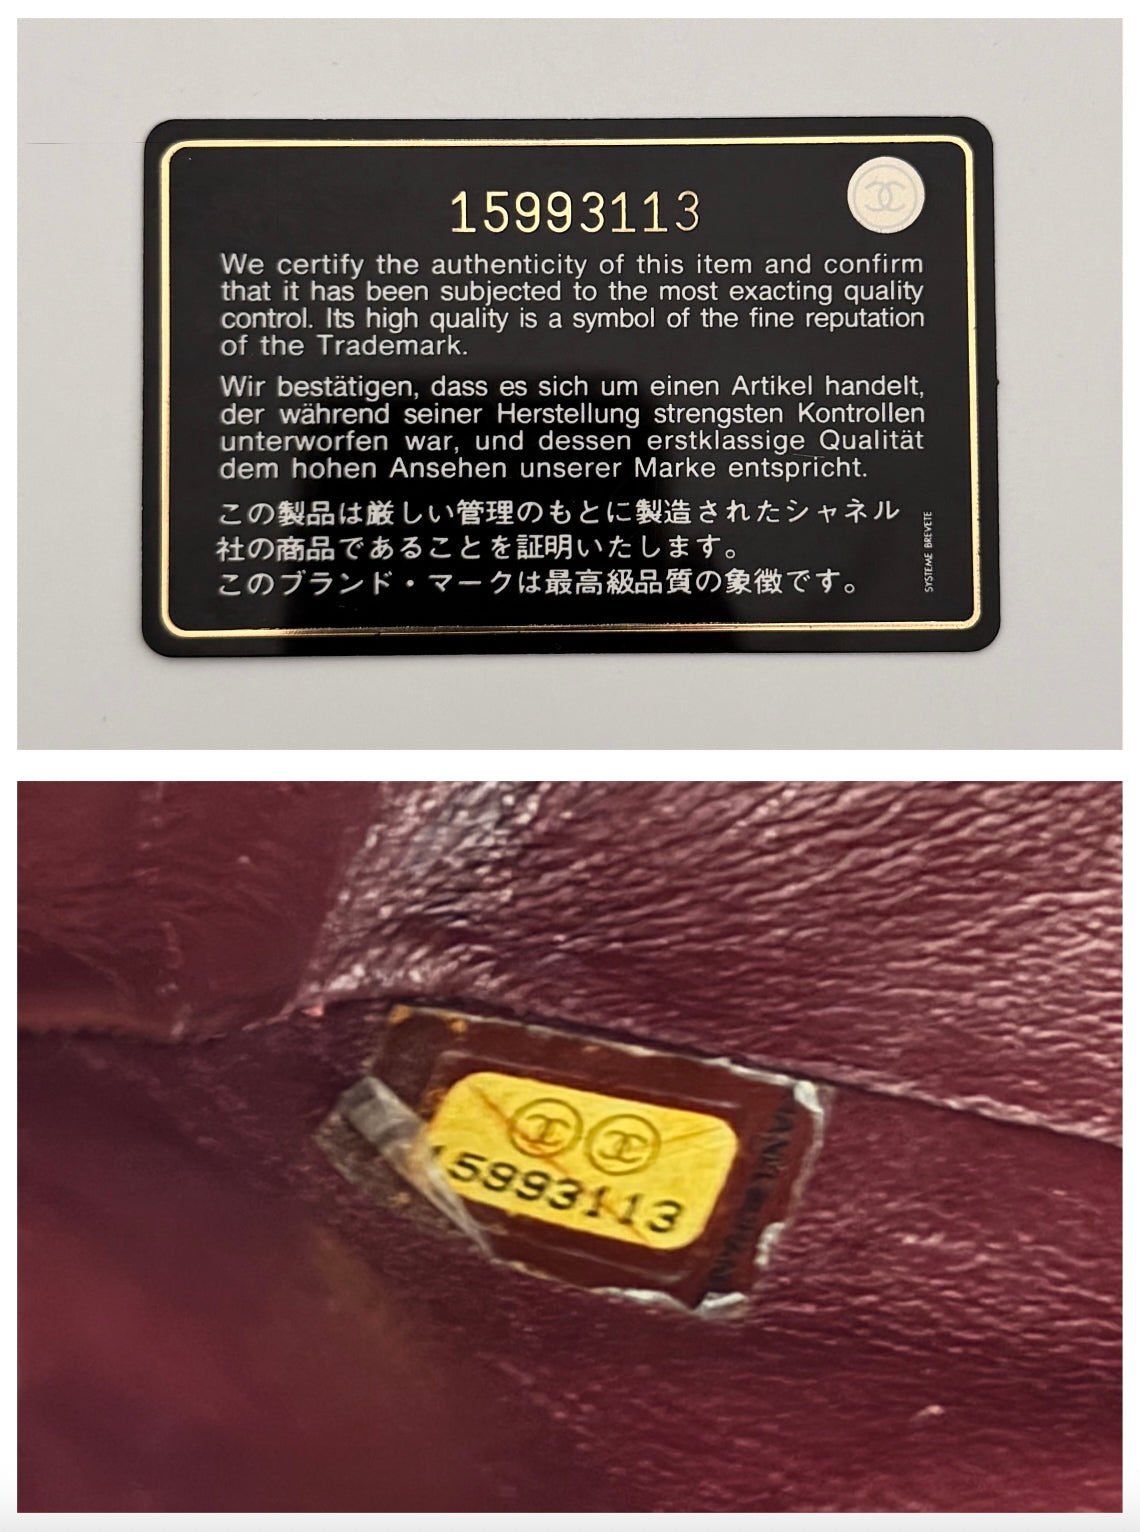 15993113
We certify the authenticity of this item and confirm
that it has been subjected to the most exacting quality
control. Its high quality is a symbol of the fine reputation
of the Trademark.
Wir bestätigen, dass es sich um einen Artikel handelt,
der während seiner Herstellung strengsten Kontrollen
unterworfen war, und dessen erstklassige Qualität
dem hohen Ansehen unserer Marke entspricht.
この製品は厳しい管理のもとに製造されたシャネル
社の商品であることを証明いたします。
このブランド・マークは最高級品質の象徴です。
SYSTEME BREVETE
15993113